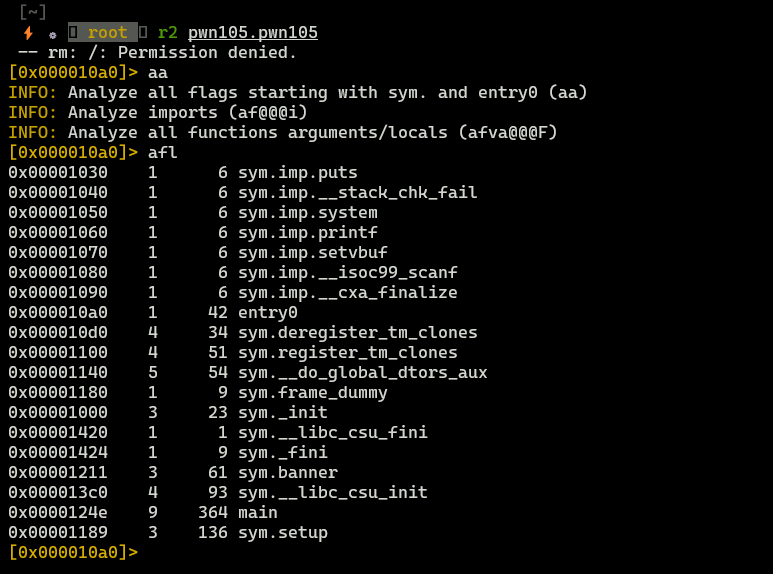 [~]
root r2 pwn105.pwn105
-- rm: /: Permission denied.
[0x000010a0]> aa
INFO: Analyze all flags starting with sym. and entry0 (aa)
INFO: Analyze imports (af@@@i)
INFO: Analyze all functions arguments/locals (afva@@@F)
[0x000010a0]> afl
0x00001030    1      6 sym.imp.puts
0x00001040    1      6 sym.imp.__stack_chk_fail
0x00001050    1      6 sym.imp.system
0x00001060    1      6 sym.imp.printf
0x00001070    1      6 sym.imp.setvbuf
0x00001080    1      6 sym.imp.__isoc99_scanf
0x00001090    1      6 sym.imp.__cxa_finalize
0x000010a0    1     42 entry0
0x000010d0    4     34 sym.deregister_tm_clones
0x00001100    4     51 sym.register_tm_clones
0x00001140    5     54 sym.__do_global_dtors_aux
0x00001180    1      9 sym.frame_dummy
0x00001000    3     23 sym._init
0x00001420    1      1 sym.__libc_csu_fini
0x00001424    1      9 sym._fini
0x00001211    3     61 sym.banner
0x000013c0    4     93 sym.__libc_csu_init
0x0000124e    9    364 main
0x00001189    3    136 sym.setup
[0x000010a0]>